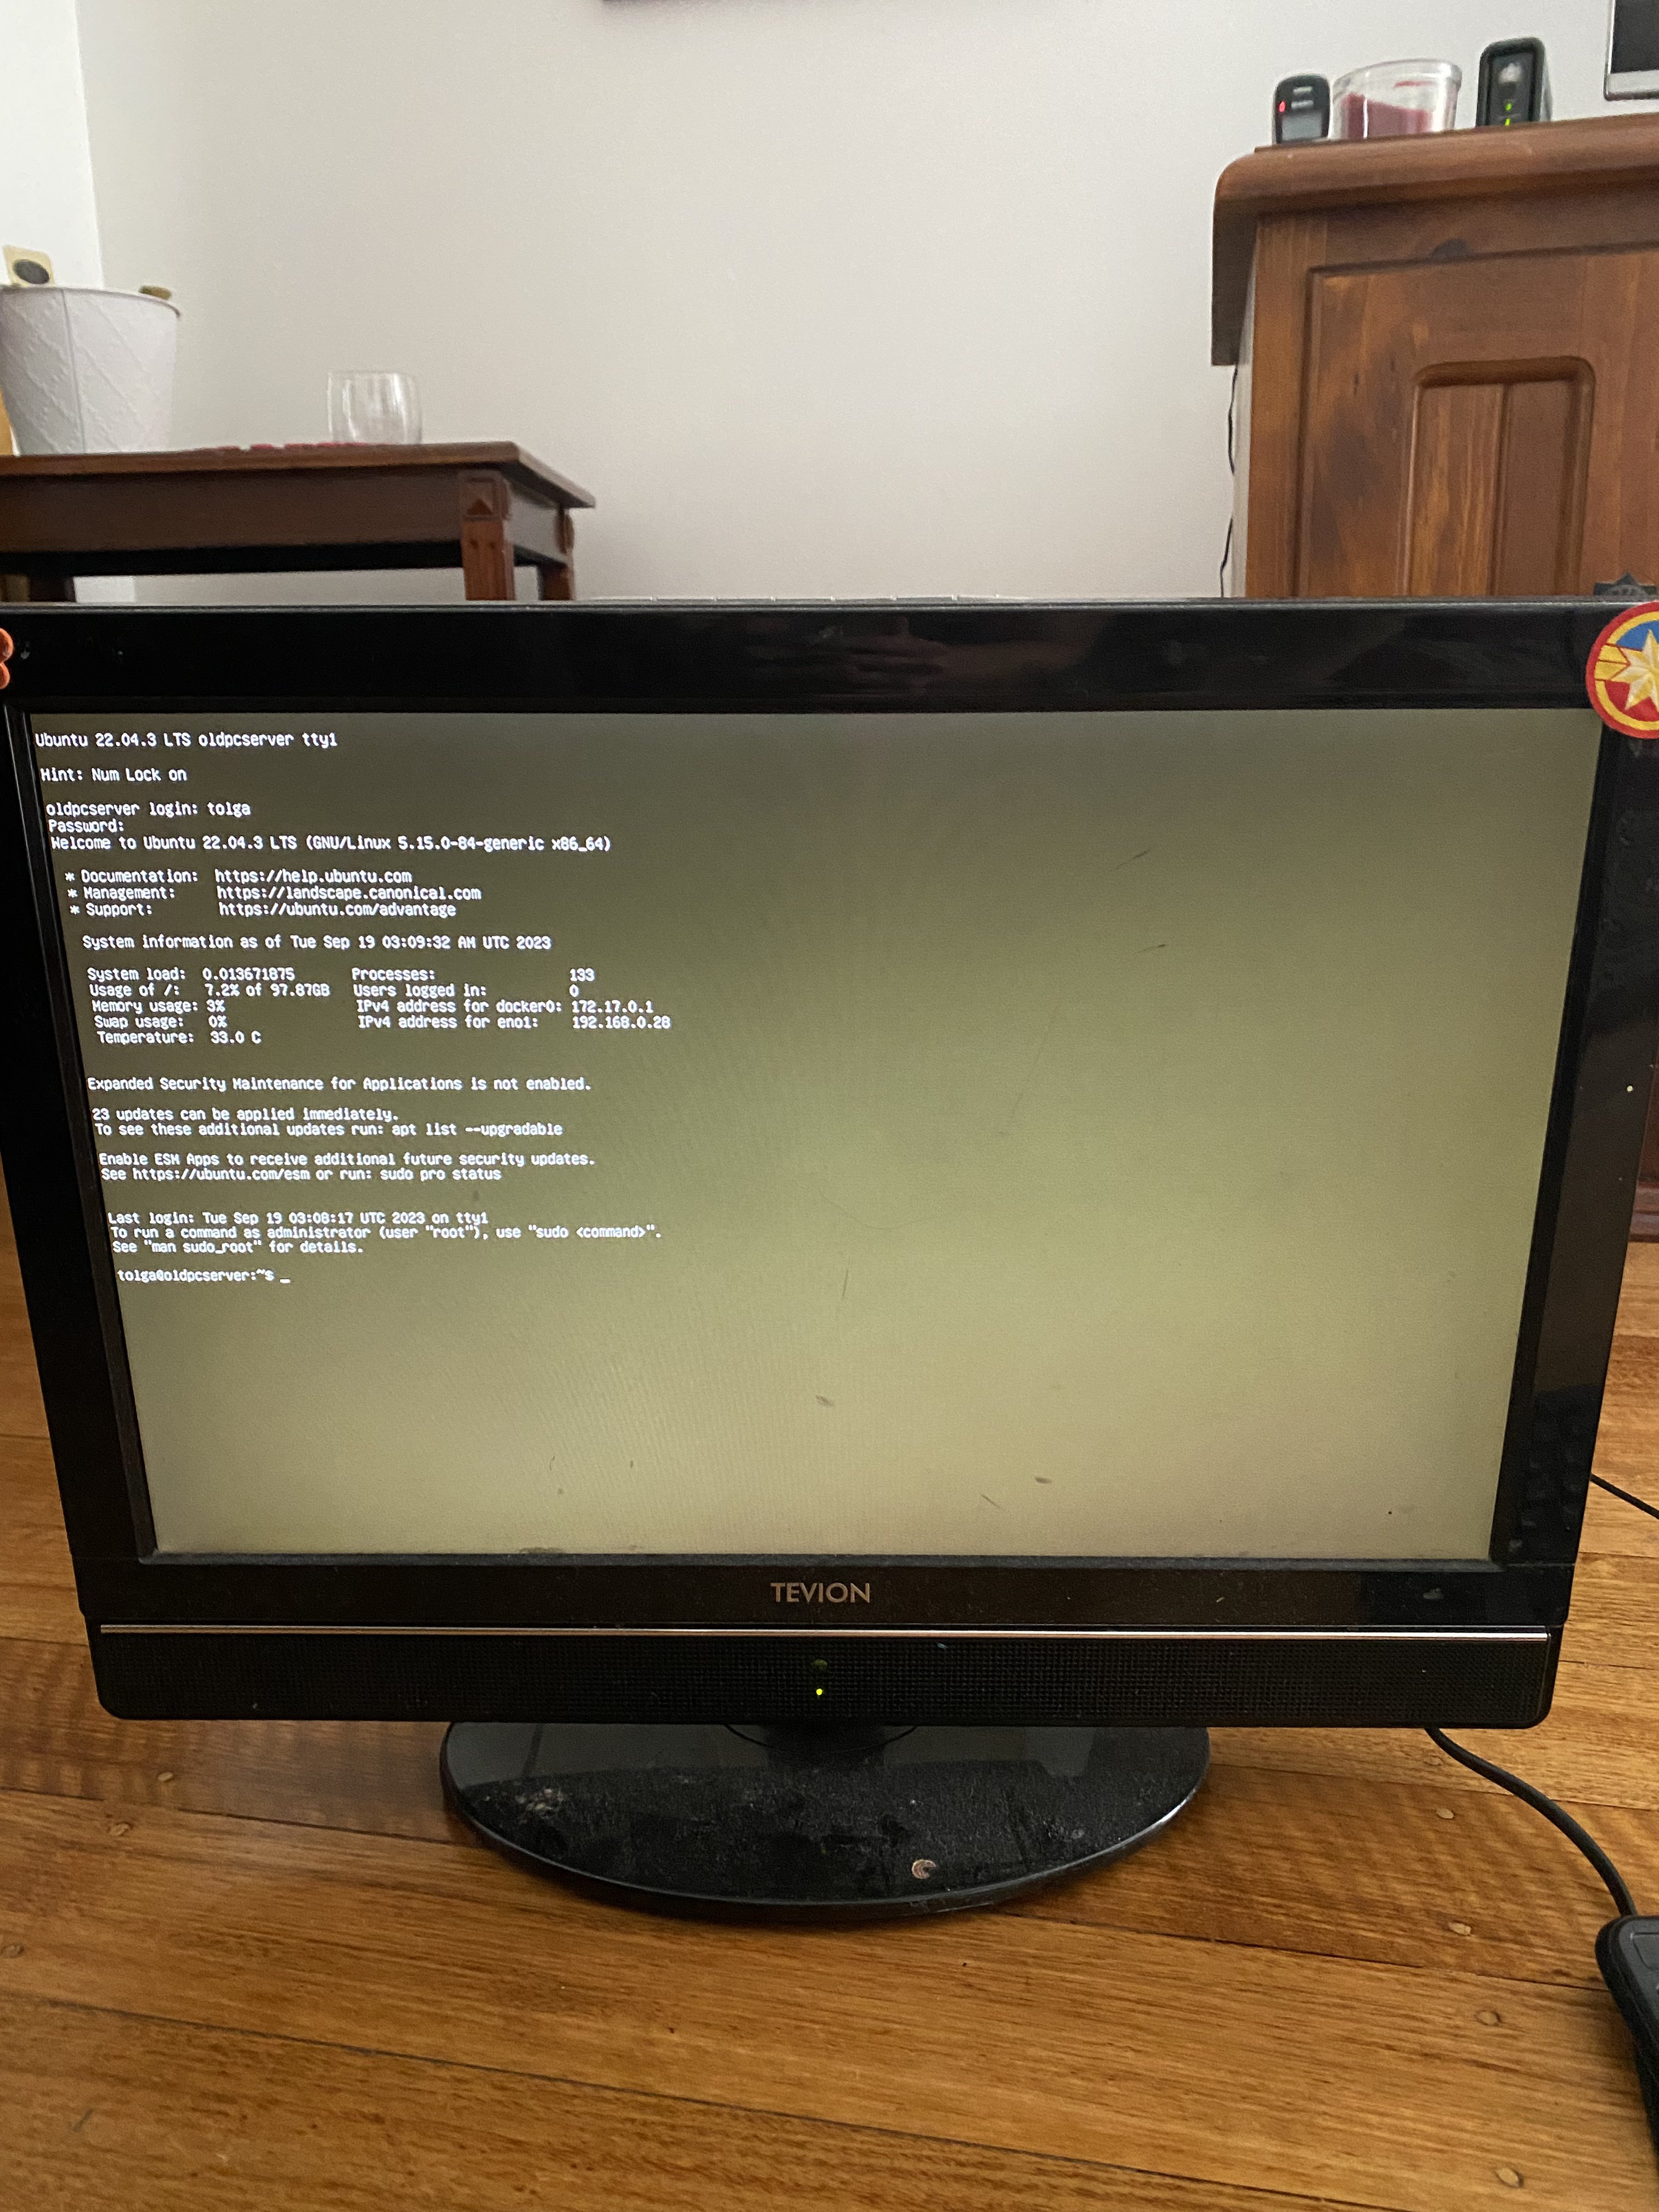 Ubuntu 22.04.3 LTS oldpcserver tty1
Hint: Num Lock on
oldpcserver login: tolga
Password:
Welcome to Ubuntu 22.04.3 LTS (GNU/Linux 5.15.0-84-generic x86_64)
* Documentation: https://help.ubuntu.com
* Management: https://landscape.canonical.com
* Support: https://ubuntu.com/advantage
System information as of Tue Sep 19 03:09:32 AM UTC 2023
System load: 0.013671875 Processes: 133
Usage of /: 7.2% of 97.87GB Users logged in: 0
Memory usage: 3% IPv4 address for docker0: 172.17.0.1
Swap usage: 0% IPv4 address for eno1: 192.168.0.28
Temperature: 33.0 C
Expanded Security Maintenance for Applications is not enabled.
23 updates can be applied immediately.
To see these additional updates run: apt list --upgradable
Enable ESM Apps to receive additional future security updates.
See https://ubuntu.com/esm or run: sudo pro status
Last login: Tue Sep 19 03:08:17 UTC 2023 on tty1
To run a command as administrator (user "root"), use "sudo <command>".
See "man sudo_root" for details.
tolga@oldpcserver:~$ _
TEVION